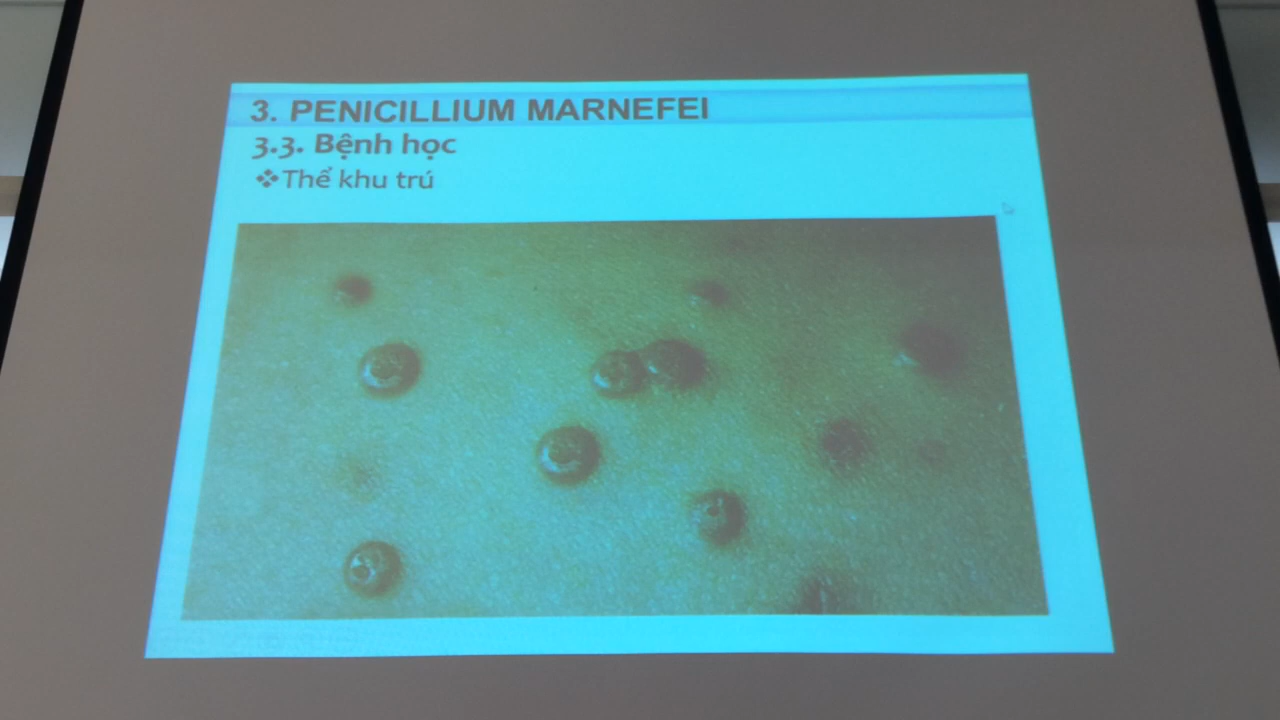 3. PENICILLIUM MARNEFEI
3.3. Bệnh học
❖Thể khu trú